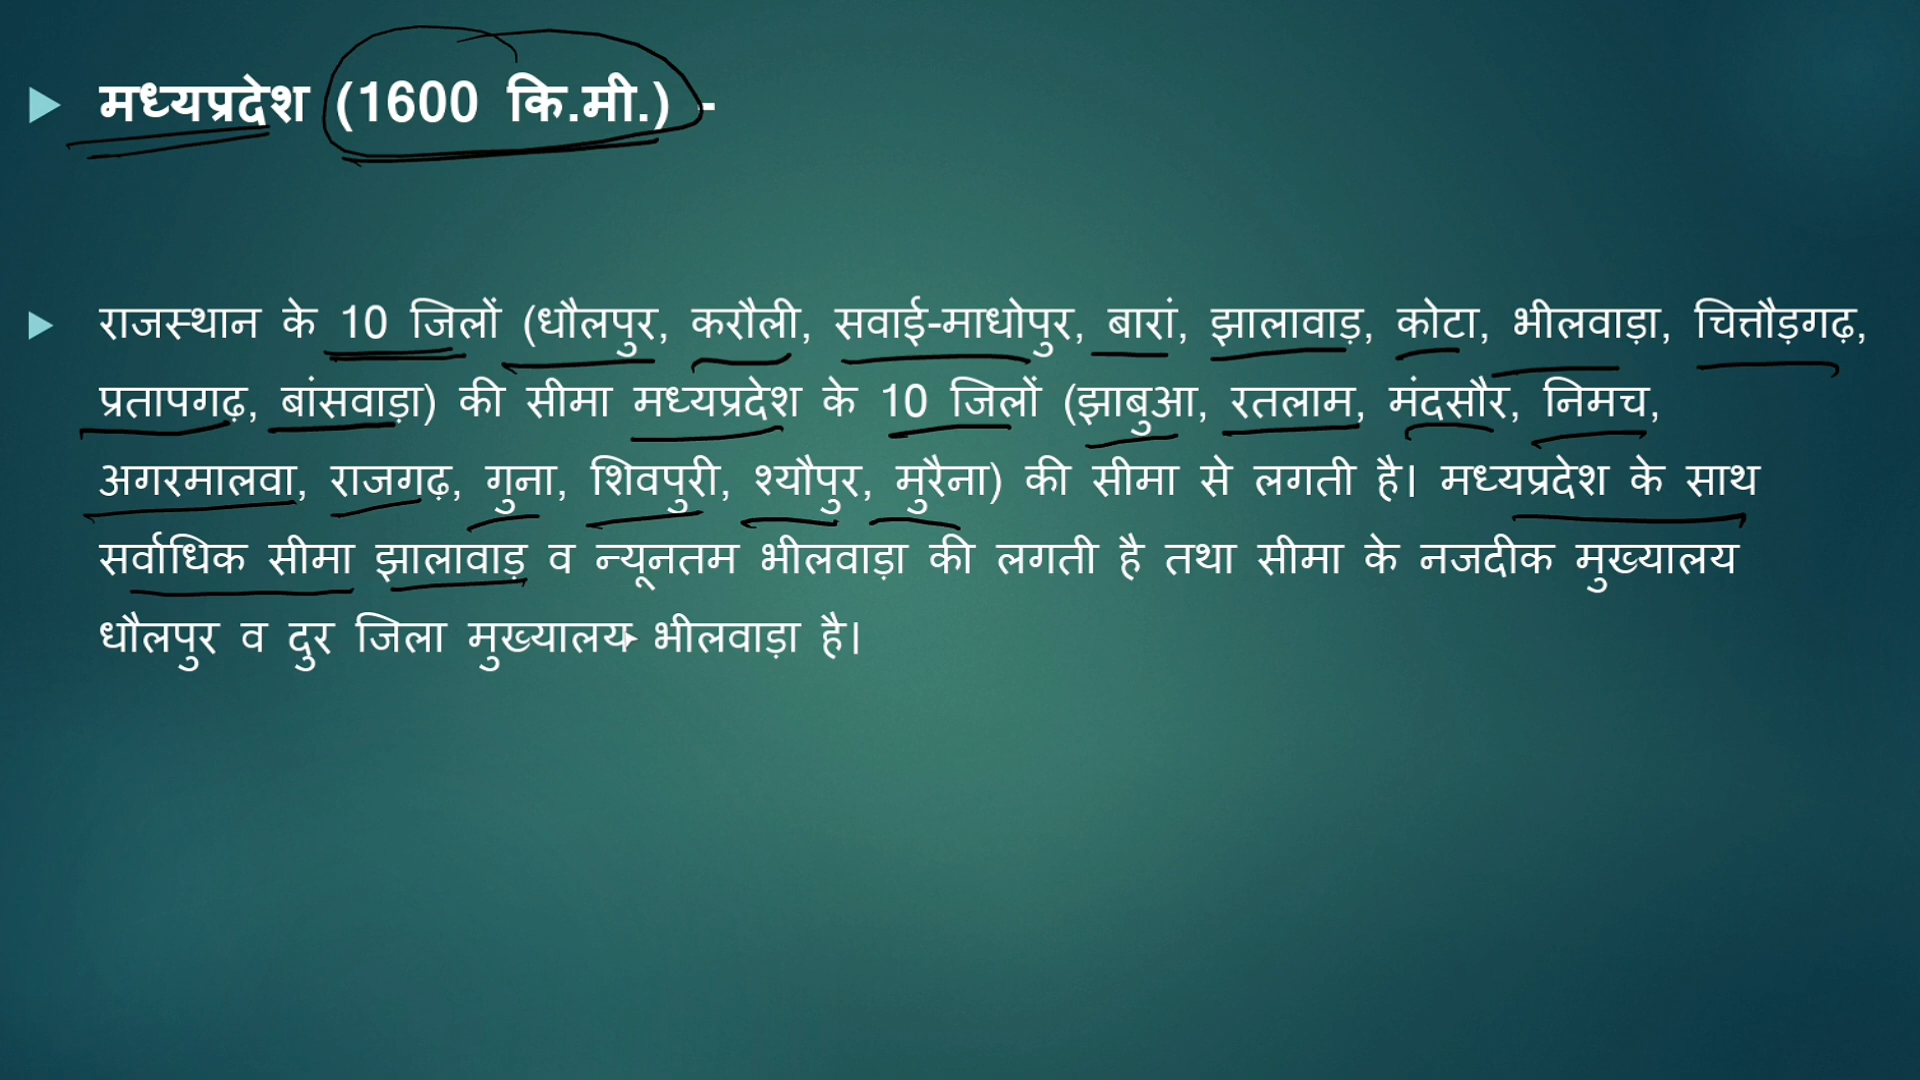 मध्यप्रदेश (1600 कि.मी.) -
राजस्थान के 10 जिलों (धौलपुर, करौली, सवाई-माधोपुर, बारां, झालावाड़, कोटा, भीलवाड़ा, चित्तौड़गढ़,
प्रतापगढ़, बांसवाड़ा) की सीमा मध्यप्रदेश के 10 जिलों (झाबुआ, रतलाम, मंदसौर, निमच,
अगरमालवा, राजगढ़, गुना, शिवपुरी, श्यौपुर, मुरैना) की सीमा से लगती है। मध्यप्रदेश के साथ
सर्वाधिक सीमा झालावाड़ व न्यूनतम भीलवाड़ा की लगती है तथा सीमा के नजदीक मुख्यालय
धौलपुर व दुर जिला मुख्यालय भीलवाड़ा है।